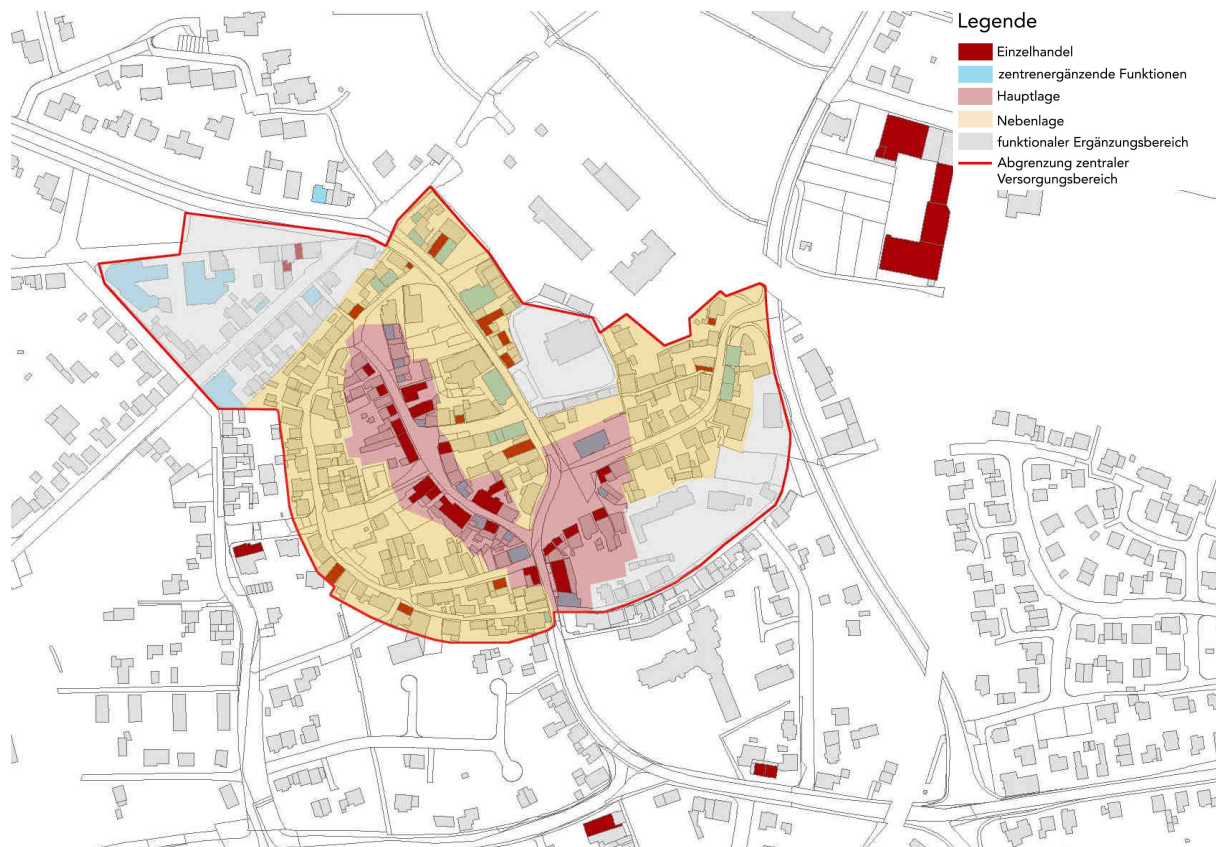 Legende
Einzelhandel
zentrenergänzende Funktionen
Hauptlage
Nebenlage
funktionaler Ergänzungsbereich
Abgrenzung zentraler
Versorgungsbereich